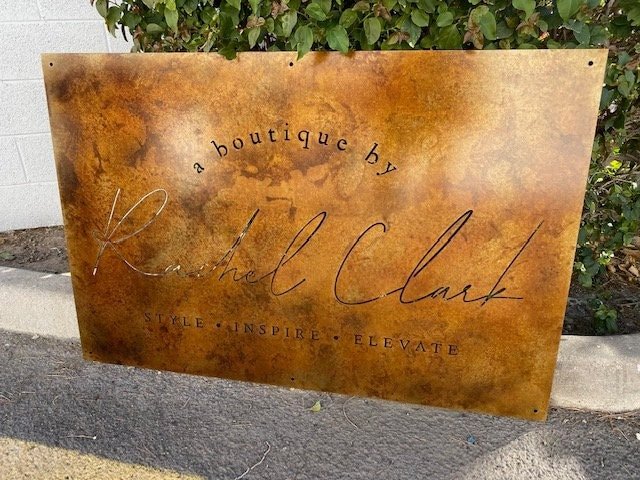 a boutique by
Rachel Clark
STYLE • INSPIRE • ELEVATE